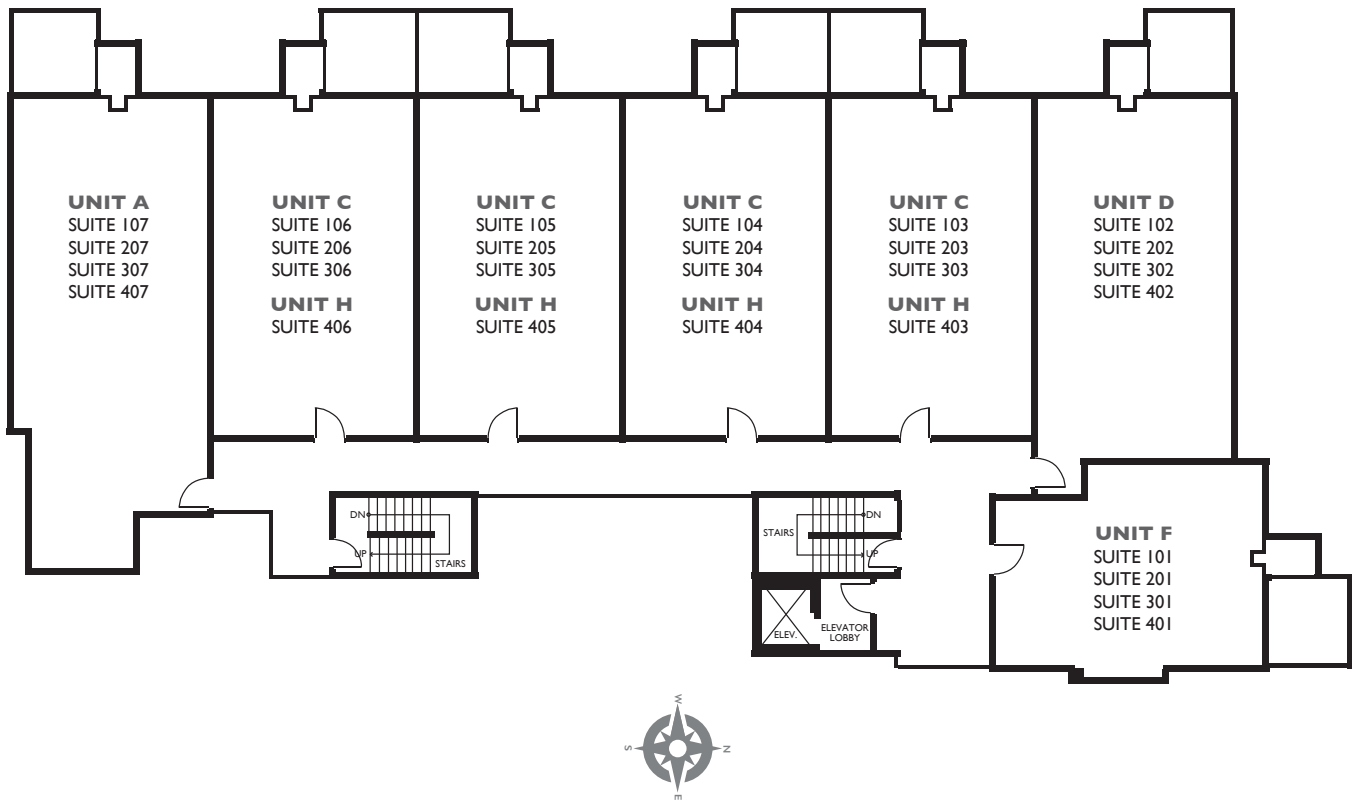 UNIT A
SUITE 107
SUITE 207
SUITE 307
SUITE 407
UNIT C
SUITE 106
SUITE 206
SUITE 306
UNIT H
SUITE 406
UNIT C
SUITE 105
SUITE 205
SUITE 305
UNIT H
SUITE 405
UNIT C
SUITE 104
SUITE 204
SUITE 304
UNIT H
SUITE 404
UNIT C
SUITE 103
SUITE 203
SUITE 303
UNIT H
SUITE 403
UNIT D
SUITE 102
SUITE 202
SUITE 302
SUITE 402
DN
UP
STAIRS
STAIRS
DN
UP
ELEV.
ELEVATOR
LOBBY
UNIT F
SUITE 101
SUITE 201
SUITE 301
SUITE 401
W
S
N
E